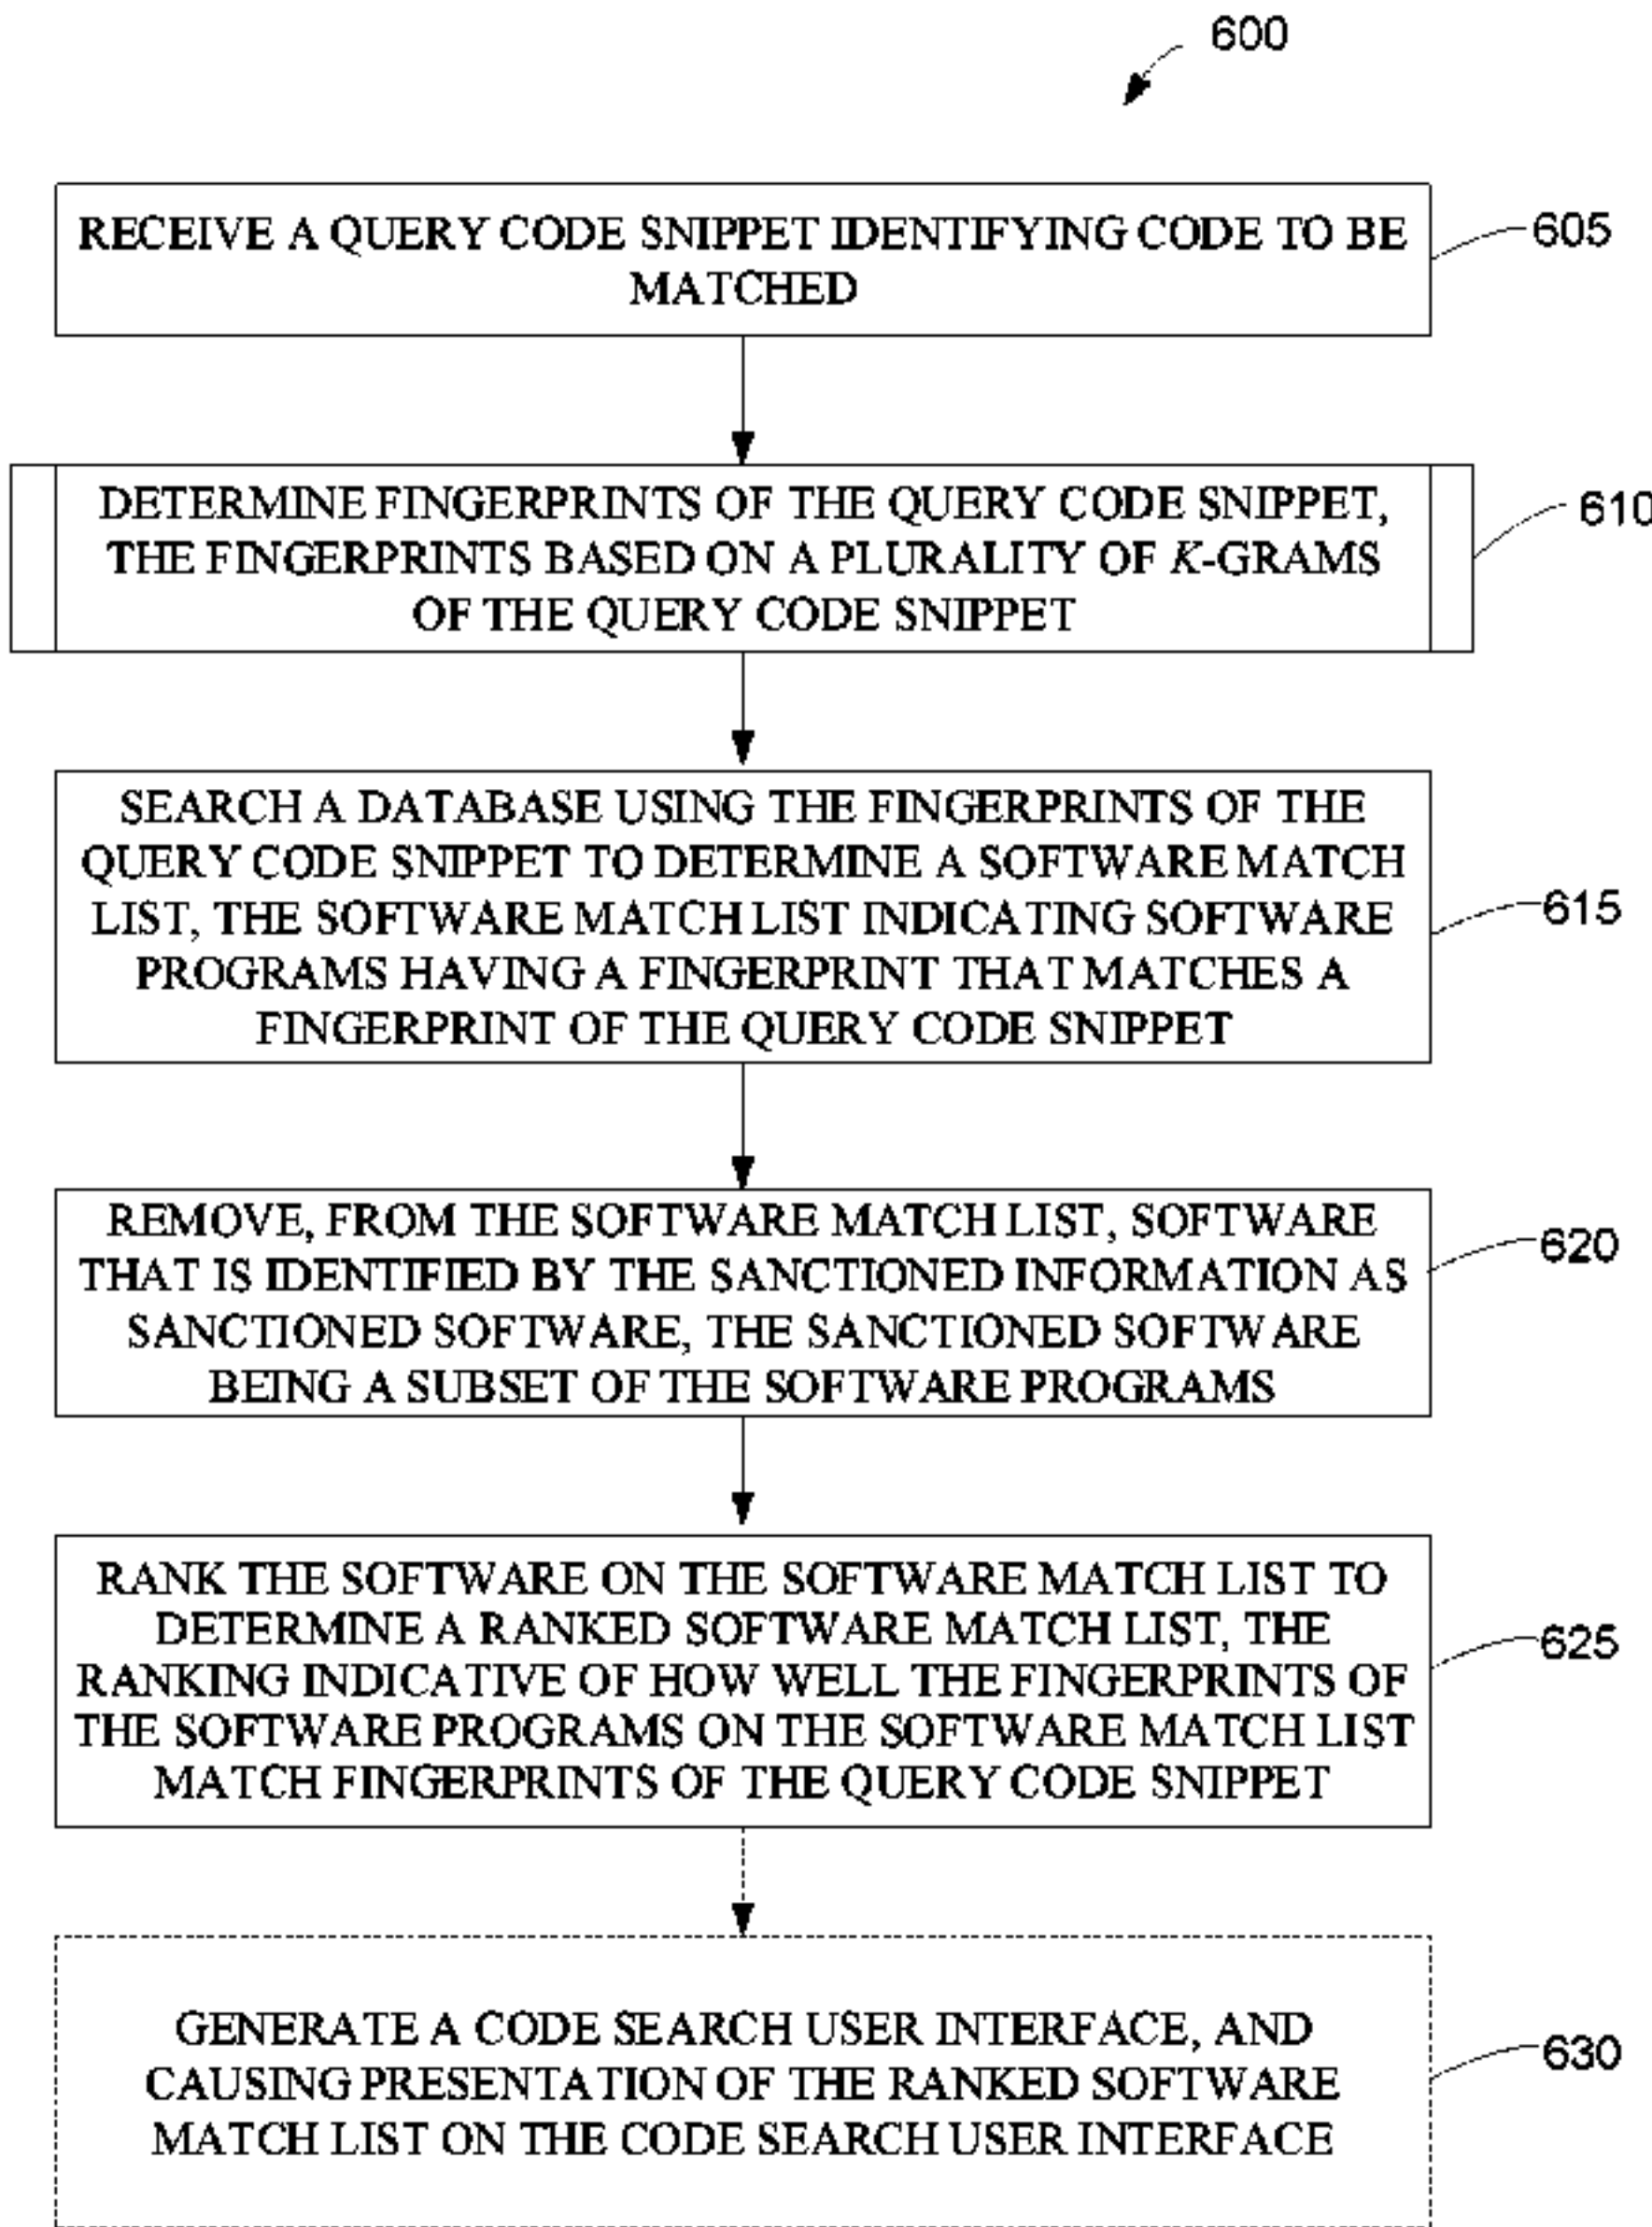 600
RECEIVE A QUERY CODE SNIPPET IDENTIFYING CODE TO BE
MATCHED
605
DETERMINE FINGERPRINTS OF THE QUERY CODE SNIPPET,
THE FINGERPRINTS BASED ON A PLURALITY OF K-GRAMS
OF THE QUERY CODE SNIPPET
610
SEARCH A DATABASE USING THE FINGERPRINTS OF THE
QUERY CODE SNIPPET TO DETERMINE A SOFTWARE MATCH
LIST, THE SOFTWARE MATCH LIST INDICATING SOFTWARE
PROGRAMS HAVING A FINGERPRINT THAT MATCHES A
FINGERPRINT OF THE QUERY CODE SNIPPET
615
REMOVE, FROM THE SOFTWARE MATCH LIST, SOFTWARE
THAT IS IDENTIFIED BY THE SANCTIONED INFORMATION AS
SANCTIONED SOFTWARE, THE SANCTIONED SOFTWARE
BEING A SUBSET OF THE SOFTWARE PROGRAMS
620
RANK THE SOFTWARE ON THE SOFTWARE MATCH LIST TO
DETERMINE A RANKED SOFTWARE MATCH LIST, THE
RANKING INDICATIVE OF HOW WELL THE FINGERPRINTS OF
THE SOFTWARE PROGRAMS ON THE SOFTWARE MATCH LIST
MATCH FINGERPRINTS OF THE QUERY CODE SNIPPET
625
GENERATE A CODE SEARCH USER INTERFACE, AND
CAUSING PRESENTATION OF THE RANKED SOFTWARE
MATCH LIST ON THE CODE SEARCH USER INTERFACE
630